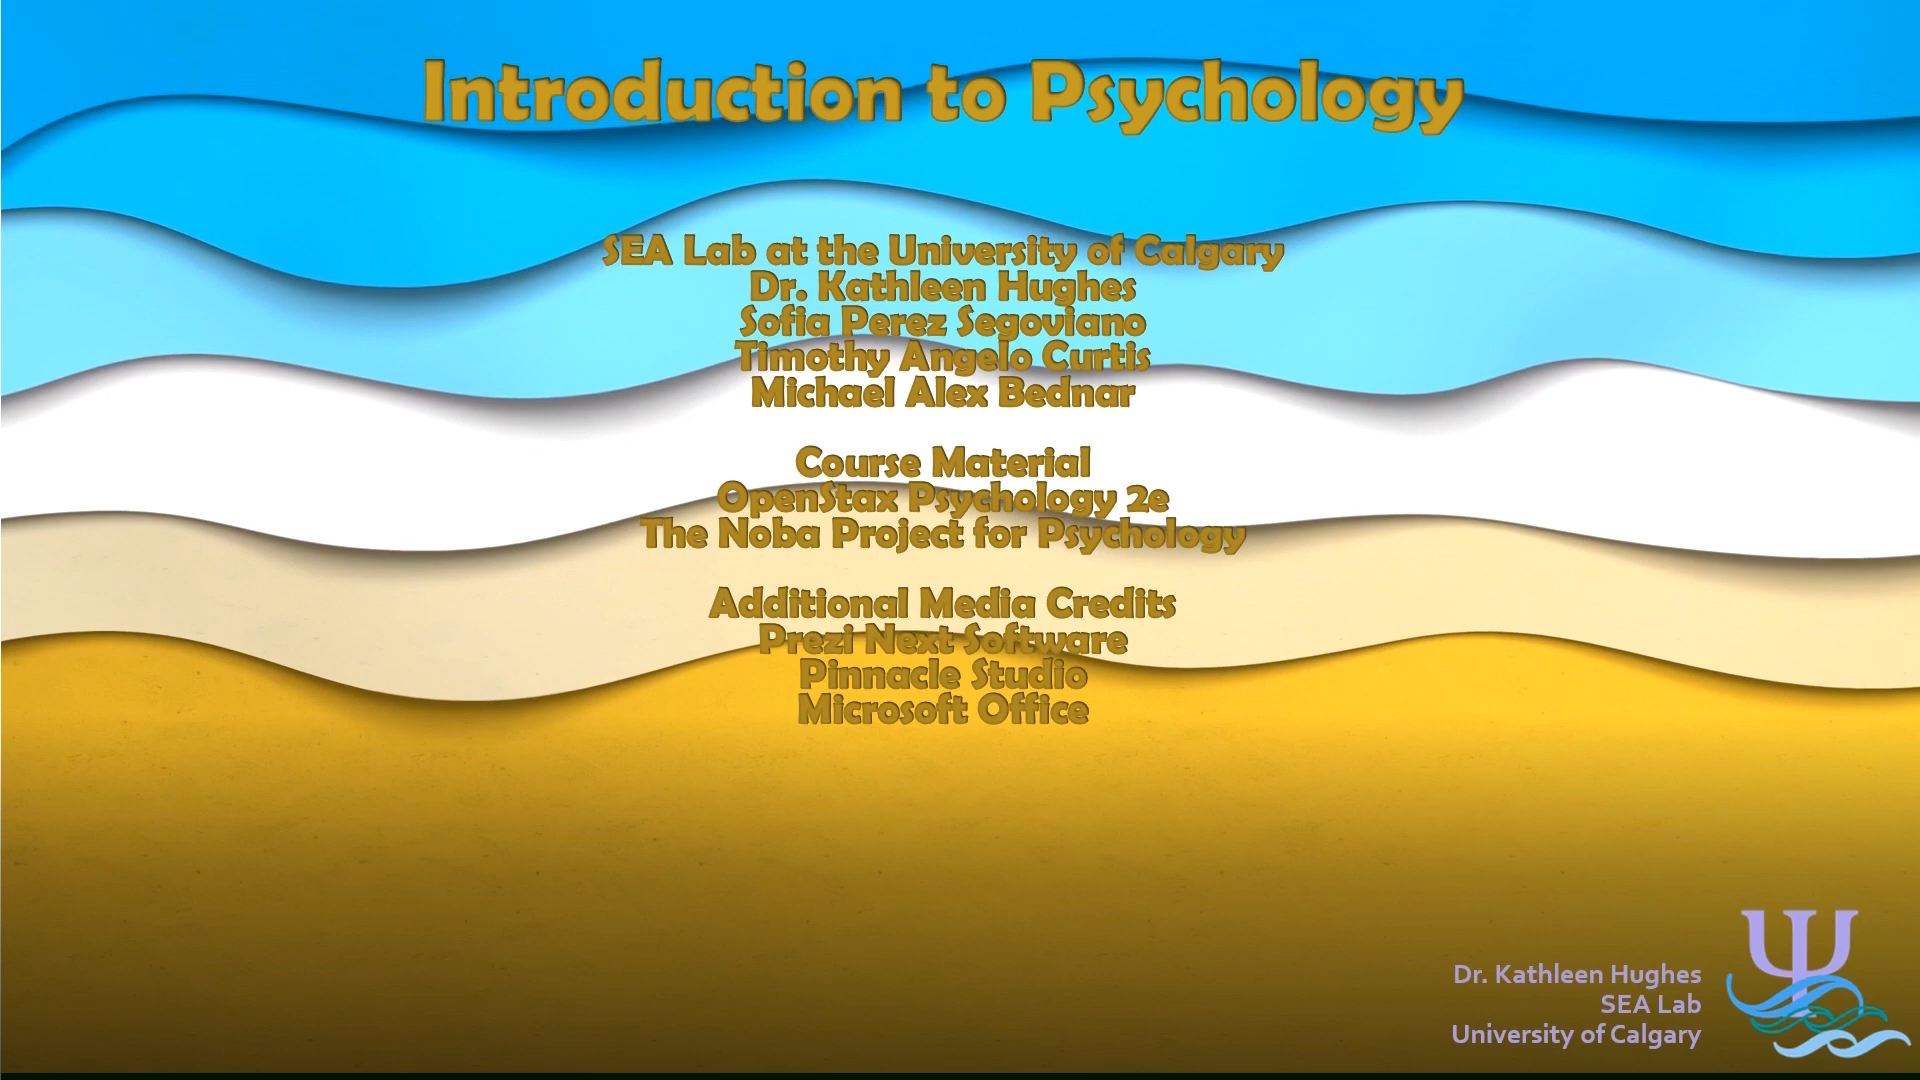 Introduction to Psychology
SEA Lab at the University of Calgary
Dr. Kathleen Hughes
Sofia Perez Segoviano
Timothy Angelo Curtis
Michael Alex Bednar
Course Material
OpenStax Psychology 2e
The Noba Project for Psychology
Additional Media Credits
Prezi Next Software
Pinnacle Studio
Microsoft Office
Dr. Kathleen Hughes
SEA Lab
University of Calgary
Ψ